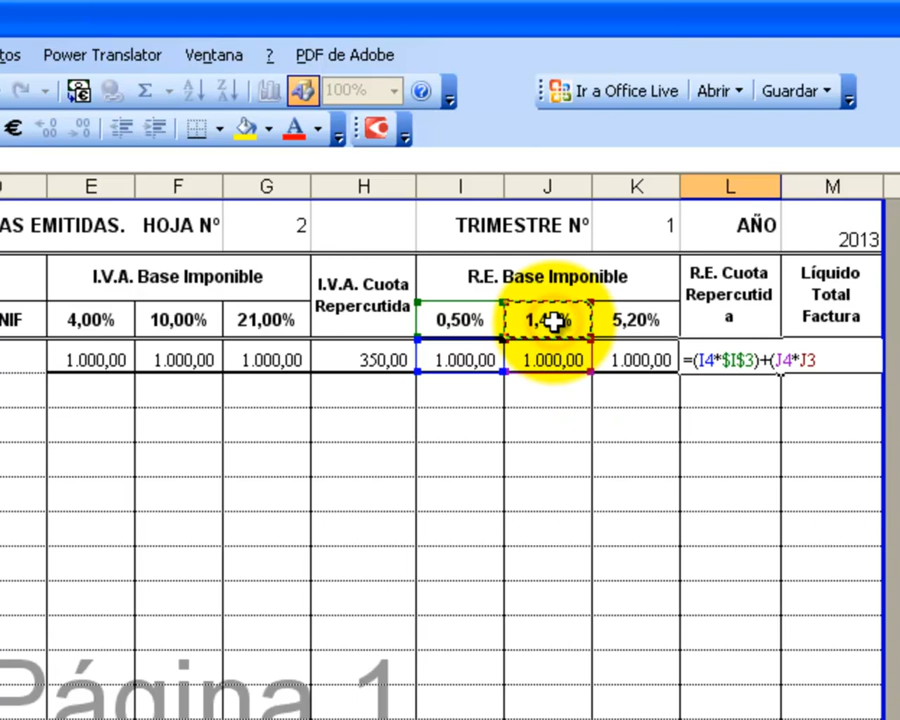 tos Power Translator Ventana ? PDF de Adobe
Σ 100% ? Ir a Office Live Abrir Guardar
€ A
E F G H I J K L M
AS EMITIDAS. HOJA Nº 2 TRIMESTRE Nº 1 AÑO 2013
I.V.A. Base Imponible I.V.A. Cuota Repercutida R.E. Base Imponible R.E. Cuota Repercutid a Líquido Total Factura
NIF 4,00% 10,00% 21,00% 0,50% 5,20%
1.000,00 1.000,00 1.000,00 350,00 1.000,00 1.000,00 1.000,00 =(I4*$I$3)+(J4*J3
Página 1